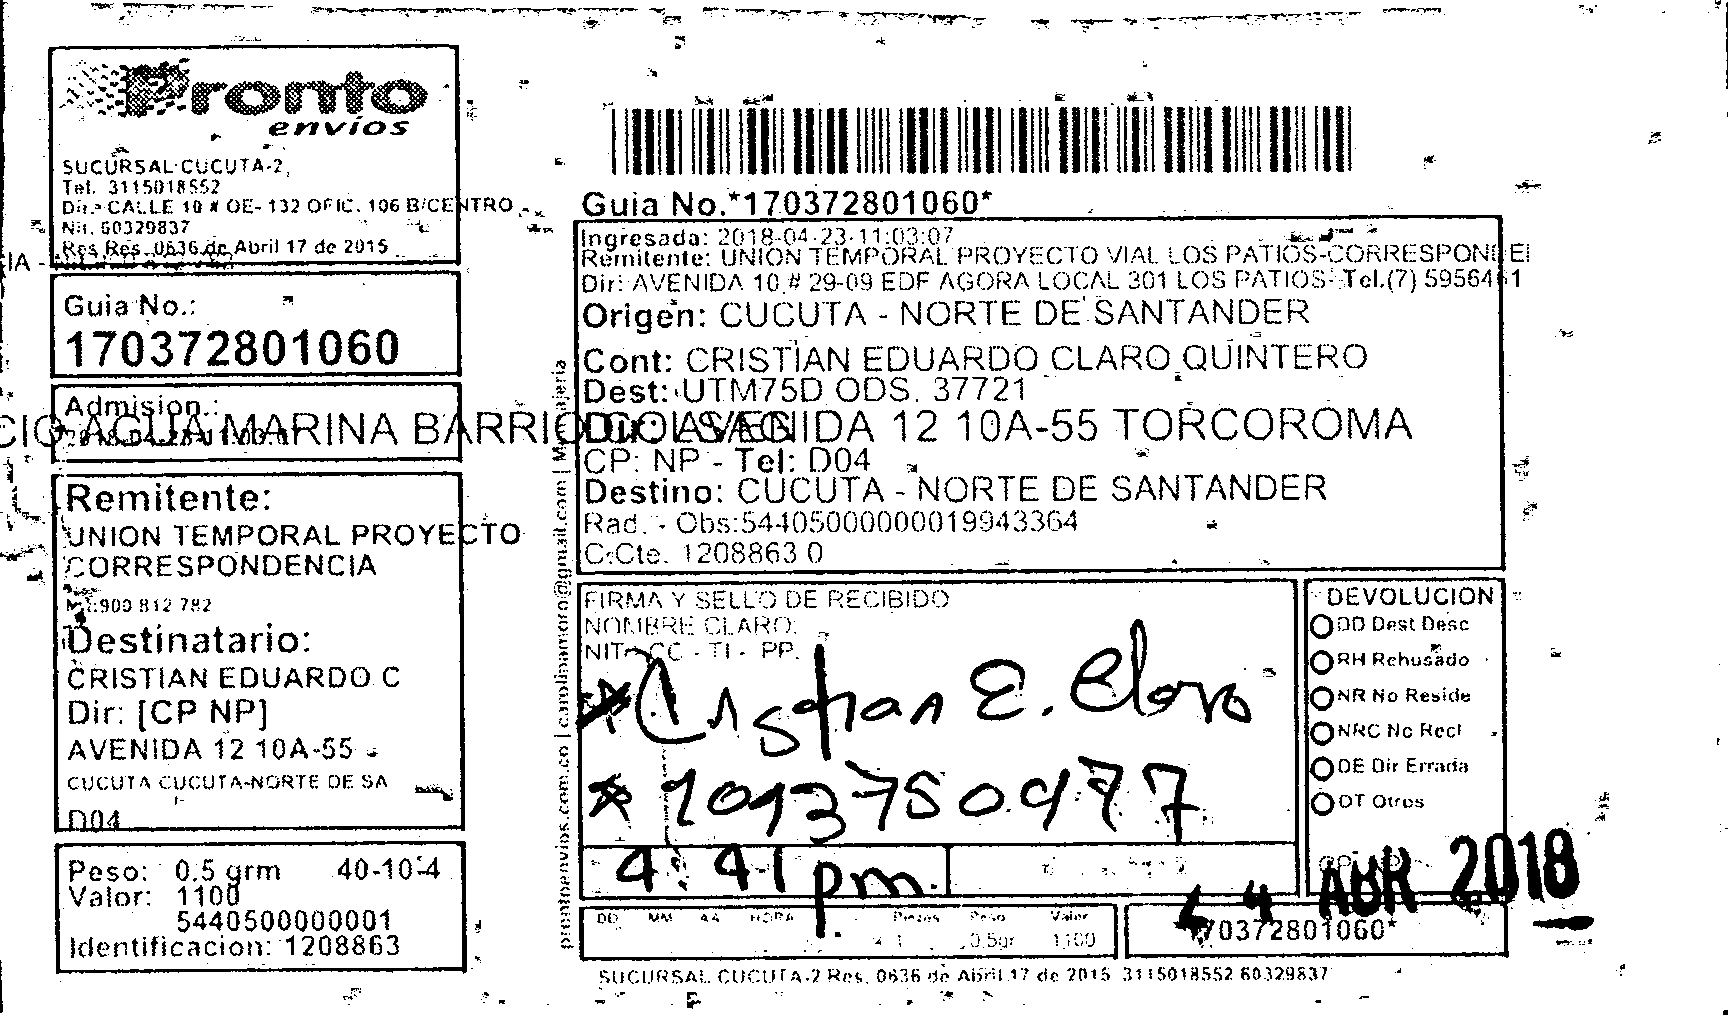 Pronto
envíos
SUCURSAL CUCUTA-2,
Tel. 3115018552
Dir. CALLE 10 # OE- 132 OFIC. 106 B/CENTRO
Nit. 60329837
Res Res. 0636 de Abril 17 de 2015
Guia No.:
170372801060
Admision.:
AGUA MARINA BARRIO
Remitente:
UNION TEMPORAL PROYECTO
CORRESPONDENCIA
900 812 782
Destinatario:
CRISTIAN EDUARDO C
Dir: [CP NP]
AVENIDA 12 10A-55
CUCUTA CUCUTA-NORTE DE SA
D04
Peso: 0.5 grm 40-10-4
Valor: 1100
5440500000001
Identificacion: 1208863
prontoenvios.com.co | carolinamoro@gmail.com |
Guia No.*170372801060*
Ingresada: 2018-04-23-11:03:07
Remitente: UNION TEMPORAL PROYECTO VIAL LOS PATIOS-CORRESPONDE
Dir: AVENIDA 10 # 29-09 EDF AGORA LOCAL 301 LOS PATIOS- Tel.(7) 5956461
Origen: CUCUTA - NORTE DE SANTANDER
Cont: CRISTIAN EDUARDO CLARO QUINTERO
Dest: UTM75D ODS. 37721
Dir: AVENIDA 12 10A-55 TORCOROMA
CP: NP - Tel: D04
Destino: CUCUTA - NORTE DE SANTANDER
Rad. - Obs:5440500000019943364
C.Cte. 1208863 0
FIRMA Y SELLO DE RECIBIDO
NOMBRE CLARO:
NIT - CC - TI - PP.
Cristian E. Claro
4:41 pm.
DD MM AA HORA Piezas Peso Valor
1 0.5gr 1100
DEVOLUCION
DD Dest Desc
RH Rehusado
NR No Reside
NRC No Recl
DE Dir Errada
OT Otros
ABR 2018
170372801060*
SUCURSAL CUCUTA-2 Res. 0636 de Abril 17 de 2015 3115018552 60329837